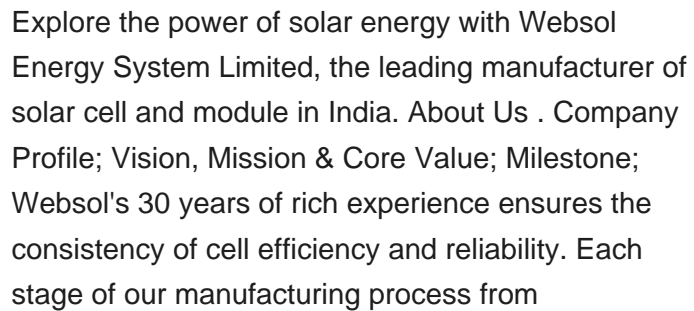 Explore the power of solar energy with Websol
Energy System Limited, the leading manufacturer of
solar cell and module in India. About Us . Company
Profile; Vision, Mission & Core Value; Milestone;
Websol's 30 years of rich experience ensures the
consistency of cell efficiency and reliability. Each
stage of our manufacturing process from